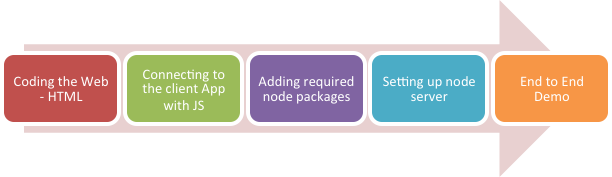 Coding the Web
- HTML
Connecting to
the client App
with JS
Adding required
node packages
Setting up node
server
End to End
Demo